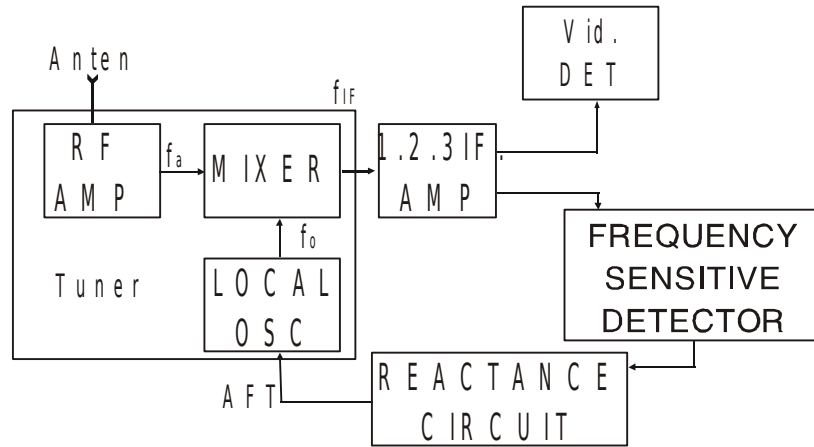 Anten
Vid.
DET
fIF
RF
AMP
fa
MIXER
1.2.3IF.
AMP
fo
FREQUENCY
SENSITIVE
DETECTOR
Tuner
LOCAL
OSC
AFT
REACTANCE
CIRCUIT